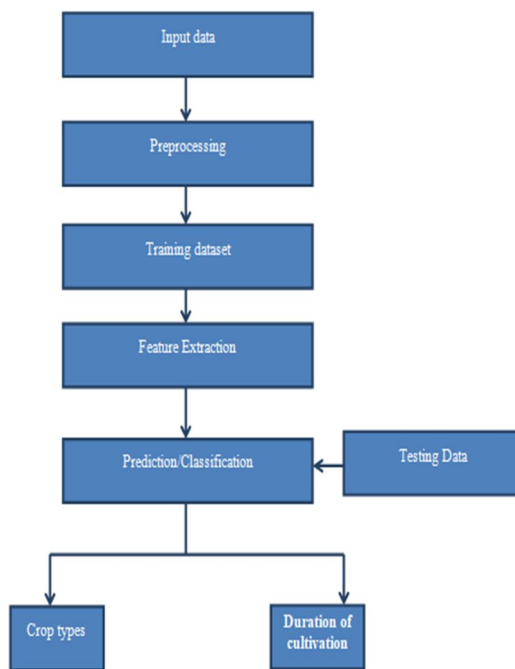 Input data
Preprocessing
Training dataset
Feature Extraction
Prediction/Classification
Testing Data
Crop types
Duration of
cultivation